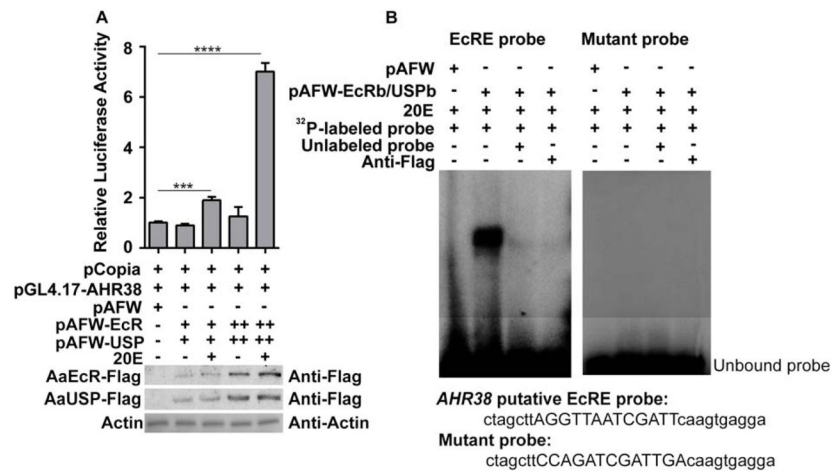 A
Relative Luciferase Activity
8
6
4
2
0
****
***
pCopia + + + + +
pGL4.17-AHR38 + + + + +
pAFW + - - - -
pAFW-EcR - + + ++ ++
pAFW-USP - + + ++ ++
20E - - + - +
AaEcR-Flag Anti-Flag
AaUSP-Flag Anti-Flag
Actin Anti-Actin
B
EcRE probe Mutant probe
pAFW + - - - + - - -
pAFW-EcRb/USPb - + + + - + + +
20E + + + + + + + +
32P-labeled probe + + + + + + + +
Unlabeled probe - - + - - - + -
Anti-Flag - - - + - - - +
Unbound probe
AHR38 putative EcRE probe:
ctagcttAGGTTAATCGATTcaagtgagga
Mutant probe:
ctagcttCCAGATCGATTGAcaagtgagga